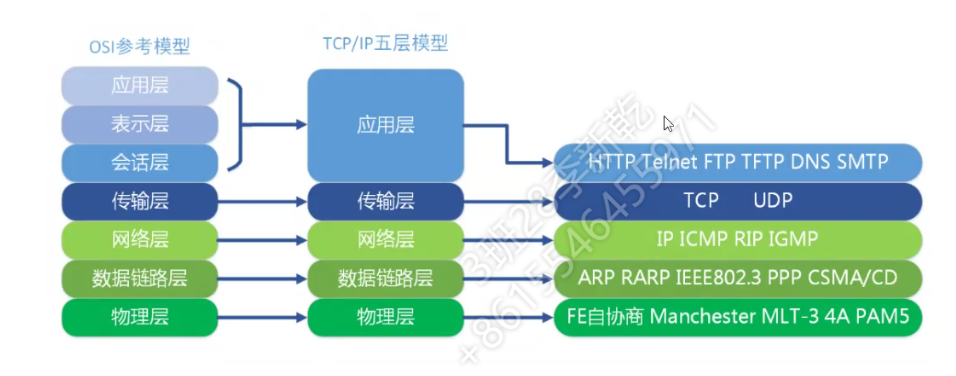 OSI参考模型
TCP/IP五层模型
应用层
表示层
会话层
应用层
HTTP Telnet FTP TFTP DNS SMTP
传输层
传输层
TCP UDP
网络层
网络层
IP ICMP RIP IGMP
数据链路层
数据链路层
ARP RARP IEEE802.3 PPP CSMA/CD
物理层
物理层
FE自协商 Manchester MLT-3 4A PAM5
3班28季新乾
+8615546455971